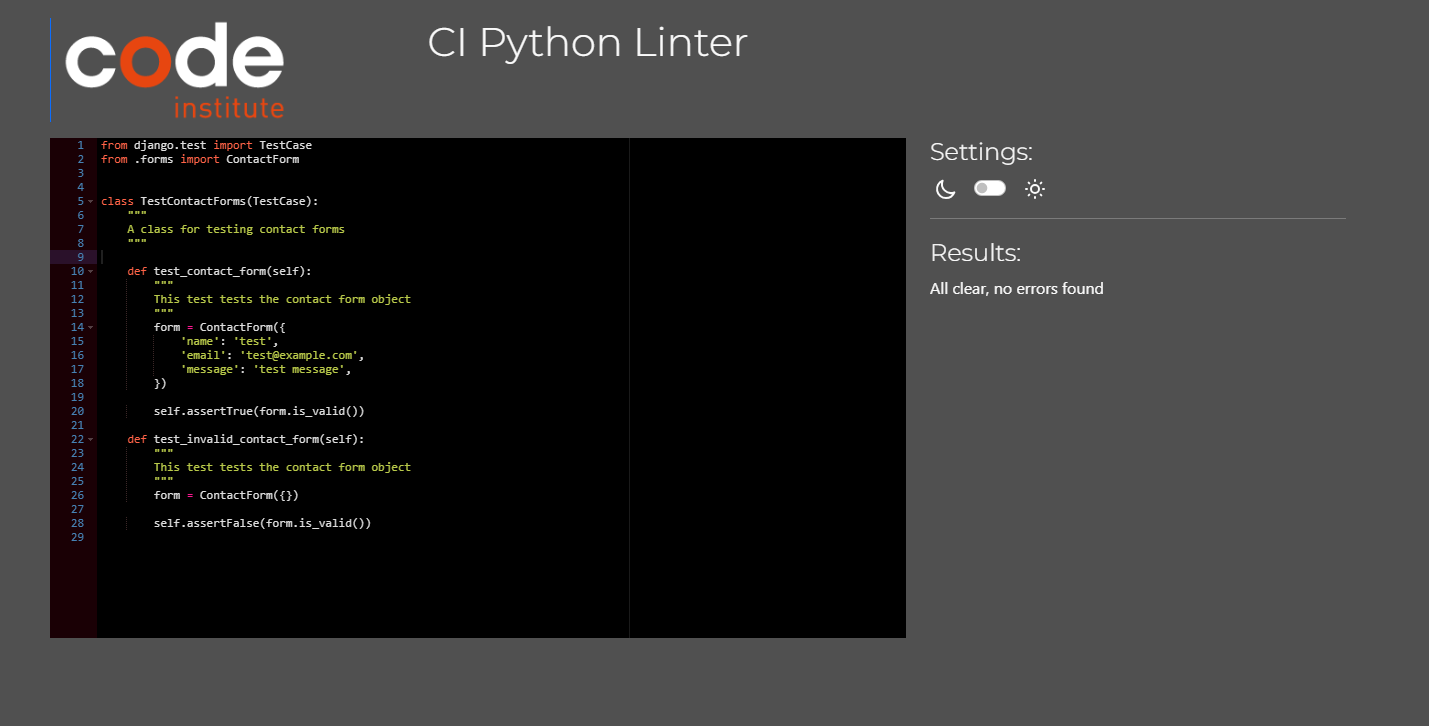 code
institute
CI Python Linter
1 from django.test import TestCase
2 from .forms import ContactForm
3
4
5 class TestContactForms(TestCase):
6     """
7     A class for testing contact forms
8     """
9
10     def test_contact_form(self):
11         """
12         This test tests the contact form object
13         """
14         form = ContactForm({
15             'name': 'test',
16             'email': 'test@example.com',
17             'message': 'test message',
18         })
19
20         self.assertTrue(form.is_valid())
21
22     def test_invalid_contact_form(self):
23         """
24         This test tests the contact form object
25         """
26         form = ContactForm({})
27
28         self.assertFalse(form.is_valid())
29
Settings:
Results:
All clear, no errors found